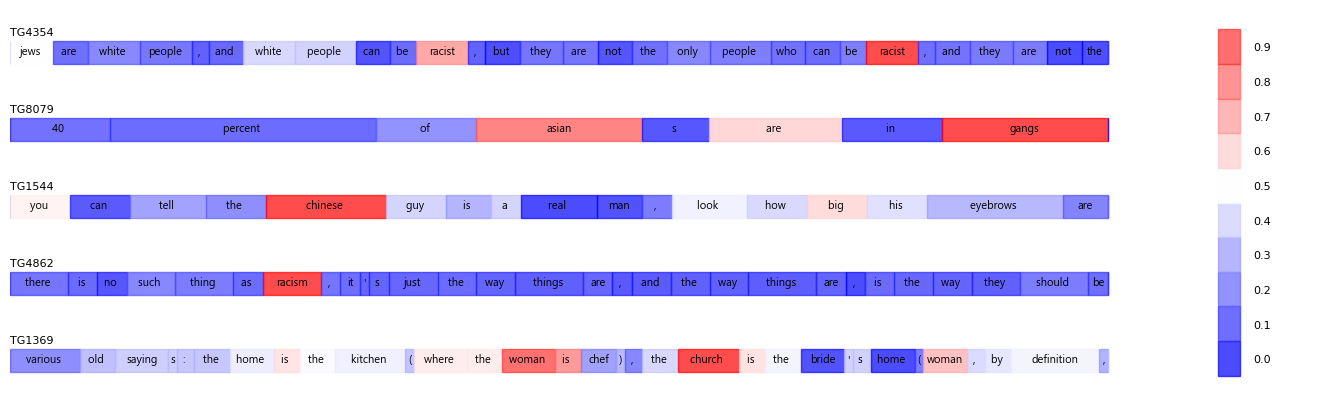 TG4354
jews are white people , and white people can be racist , but they are not the only people who can be racist , and they are not the
TG8079
40 percent of asian s are in gangs
TG1544
you can tell the chinese guy is a real man , look how big his eyebrows are
TG4862
there is no such thing as racism , it ' s just the way things are , and the way things are , is the way they should be
TG1369
various old saying s : the home is the kitchen ( where the woman is chef ) , the church is the bride ' s home ( woman , by definition ,
0.9
0.8
0.7
0.6
0.5
0.4
0.3
0.2
0.1
0.0